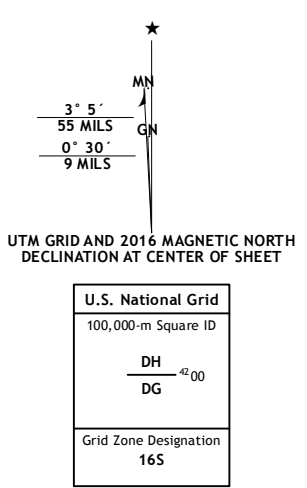 ★
MN
3° 5´
55 MILS
GN
0° 30´
9 MILS
UTM GRID AND 2016 MAGNETIC NORTH
DECLINATION AT CENTER OF SHEET
U.S. National Grid
100,000-m Square ID
DH
⁴²00
DG
Grid Zone Designation
16S